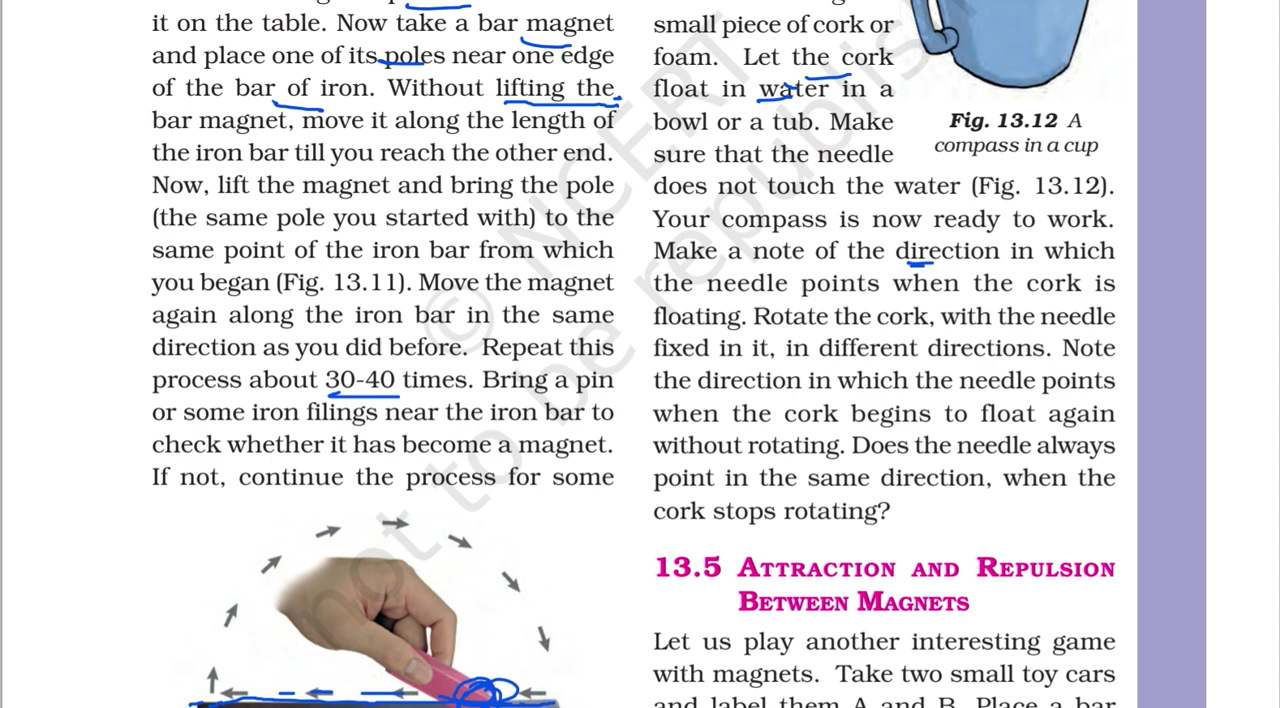 it on the table. Now take a bar magnet
and place one of its poles near one edge
of the bar of iron. Without lifting the
bar magnet, move it along the length of
the iron bar till you reach the other end.
Now, lift the magnet and bring the pole
(the same pole you started with) to the
same point of the iron bar from which
you began (Fig. 13.11). Move the magnet
again along the iron bar in the same
direction as you did before. Repeat this
process about 30-40 times. Bring a pin
or some iron filings near the iron bar to
check whether it has become a magnet.
If not, continue the process for some
small piece of cork or
foam. Let the cork
float in water in a
bowl or a tub. Make
sure that the needle
does not touch the water (Fig. 13.12).
Your compass is now ready to work.
Make a note of the direction in which
the needle points when the cork is
floating. Rotate the cork, with the needle
fixed in it, in different directions. Note
the direction in which the needle points
when the cork begins to float again
without rotating. Does the needle always
point in the same direction, when the
cork stops rotating?
Fig. 13.12 A
compass in a cup
13.5 ATTRACTION AND REPULSION
BETWEEN MAGNETS
Let us play another interesting game
with magnets. Take two small toy cars
and label them A and B. Place a bar
© NCERT
not to be republis